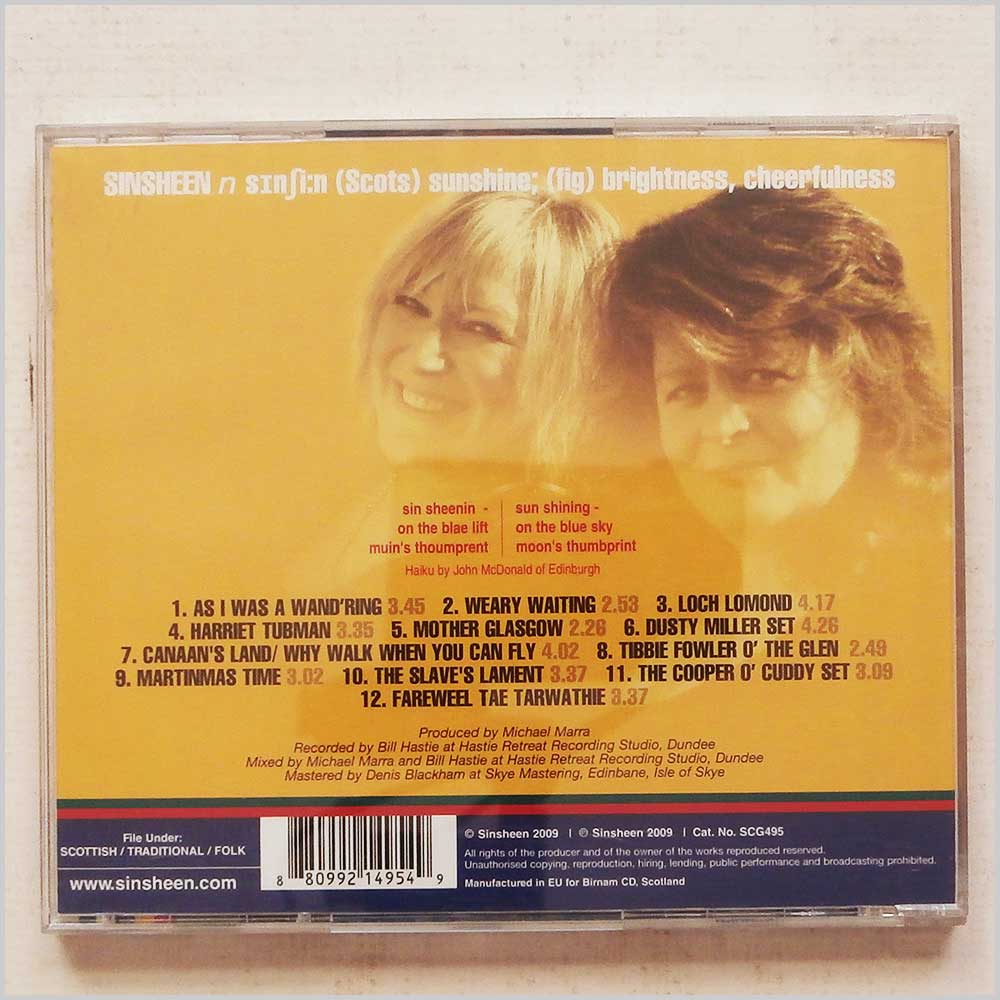 SINSHEEN n sɪnʃi:n (Scots) sunshine; (fig) brightness, cheerfulness
sin sheenin -
on the blae lift
muin's thoumprent
sun shining -
on the blue sky
moon's thumbprint
Haiku by John McDonald of Edinburgh
1. AS I WAS A WAND'RING 3.45 2. WEARY WAITING 2.53 3. LOCH LOMOND 4.17
4. HARRIET TUBMAN 3.35 5. MOTHER GLASGOW 2.26 6. DUSTY MILLER SET 4.26
7. CANAAN'S LAND/ WHY WALK WHEN YOU CAN FLY 4.02 8. TIBBIE FOWLER O' THE GLEN 2.49
9. MARTINMAS TIME 3.02 10. THE SLAVE'S LAMENT 3.37 11. THE COOPER O' CUDDY SET 3.09
12. FAREWEEL TAE TARWATHIE 3.37
Produced by Michael Marra
Recorded by Bill Hastie at Hastie Retreat Recording Studio, Dundee
Mixed by Michael Marra and Bill Hastie at Hastie Retreat Recording Studio, Dundee
Mastered by Denis Blackham at Skye Mastering, Edinbane, Isle of Skye
File Under:
SCOTTISH / TRADITIONAL / FOLK
www.sinsheen.com
8 80992 14954 9
© Sinsheen 2009 | ℗ Sinsheen 2009 | Cat. No. SCG495
All rights of the producer and of the owner of the works reproduced reserved.
Unauthorised copying, reproduction, hiring, lending, public performance and broadcasting prohibited.
Manufactured in EU for Birnam CD, Scotland